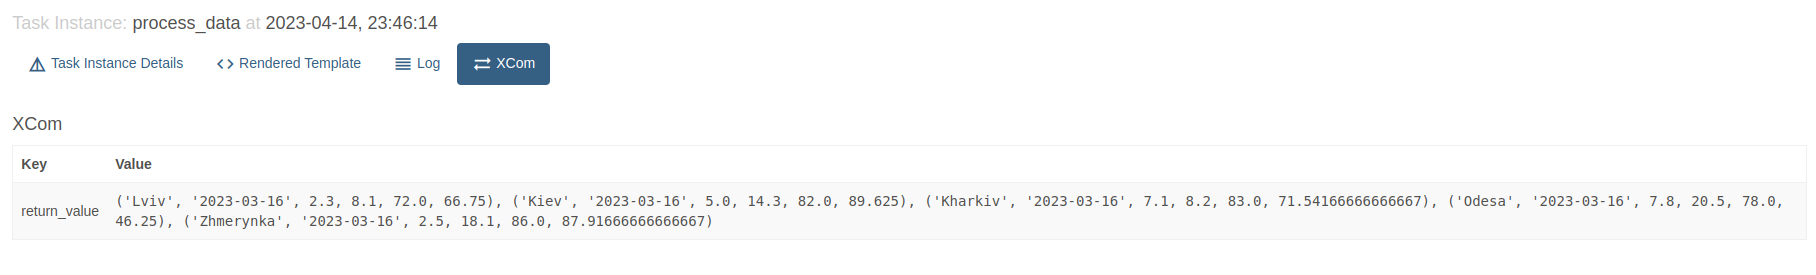 Task Instance: process_data at 2023-04-14, 23:46:14
Task Instance Details Rendered Template Log XCom
XCom
Key Value
return_value ('Lviv', '2023-03-16', 2.3, 8.1, 72.0, 66.75), ('Kiev', '2023-03-16', 5.0, 14.3, 82.0, 89.625), ('Kharkiv', '2023-03-16', 7.1, 8.2, 83.0, 71.54166666666667), ('Odesa', '2023-03-16', 7.8, 20.5, 78.0,
46.25), ('Zhmerynka', '2023-03-16', 2.5, 18.1, 86.0, 87.91666666666667)